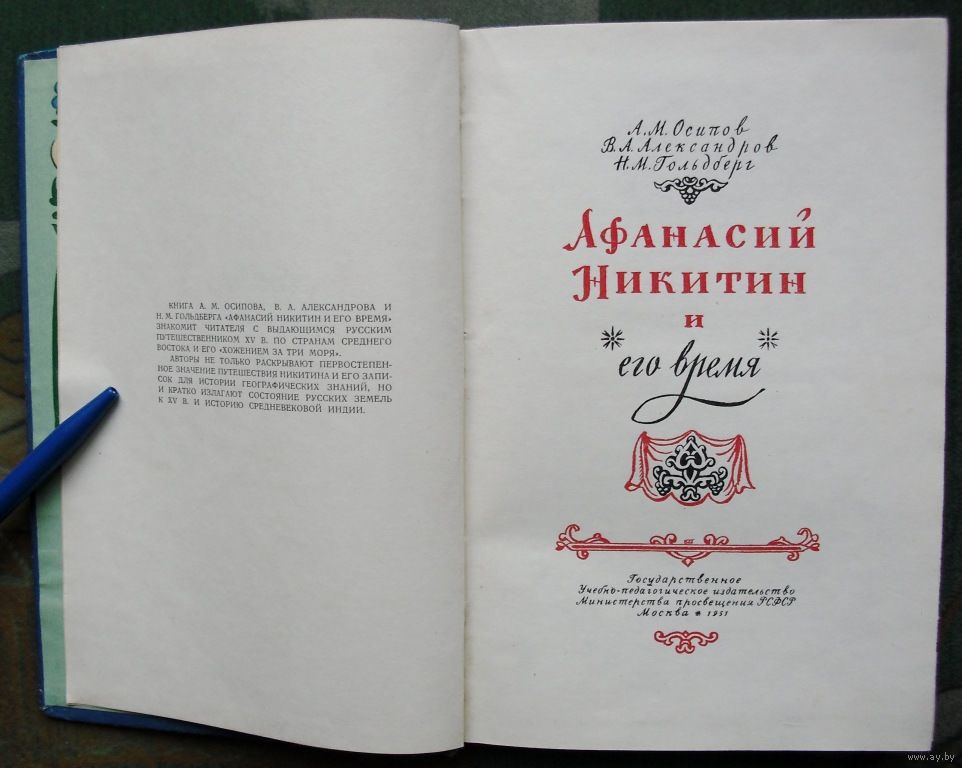 КНИГА А. М. ОСИПОВА, В. А. АЛЕКСАНДРОВА И
Н. М. ГОЛЬДБЕРГА «АФАНАСИЙ НИКИТИН И ЕГО ВРЕМЯ»
ЗНАКОМИТ ЧИТАТЕЛЯ С ВЫДАЮЩИМСЯ РУССКИМ
ПУТЕШЕСТВЕННИКОМ XV В. ПО СТРАНАМ СРЕДНЕГО
ВОСТОКА И ЕГО «ХОЖЕНИЕМ ЗА ТРИ МОРЯ».
АВТОРЫ НЕ ТОЛЬКО РАСКРЫВАЮТ ПЕРВОСТЕПЕН-
НОЕ ЗНАЧЕНИЕ ПУТЕШЕСТВИЯ НИКИТИНА И ЕГО ЗАПИ-
СОК ДЛЯ ИСТОРИИ ГЕОГРАФИЧЕСКИХ ЗНАНИЙ, НО
И КРАТКО ИЗЛАГАЮТ СОСТОЯНИЕ РУССКИХ ЗЕМЕЛЬ
К XV В. И ИСТОРИЮ СРЕДНЕВЕКОВОЙ ИНДИИ.
А.М. Осипов
В.А. Александров
Н.М. Гольдберг
Афанасий
Никитин
и
его время
Государственное
Учебно-педагогическое издательство
Министерства просвещения РСФСР
Москва * 1951
www.ay.by